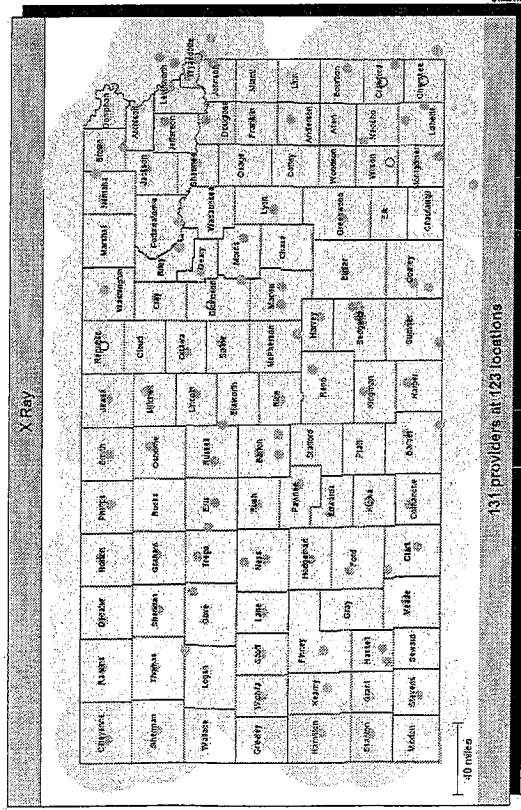 X Ray
Cheyenne Rawlins Decatur Norton Phillips Smith Jewell Republic Washington Marshall Nemaha Brown Doniphan
Sherman Thomas Sheridan Graham Rooks Osborne Mitchell Cloud Clay Riley Pottawatomie Jackson Atchison
Jefferson Leavenworth Wyandotte
Wallace Logan Gove Trego Ellis Russell Lincoln Ottawa Dickinson Geary Wabaunsee Shawnee Douglas Johnson
Greeley Wichita Scott Lane Ness Rush Barton Ellsworth Saline Morris Lyon Osage Franklin Miami
Hamilton Kearny Finney Hodgeman Pawnee Rice McPherson Marion Chase Coffey Anderson Linn
Stanton Grant Haskell Gray Ford Edwards Stafford Reno Harvey Butler Greenwood Woodson Allen Bourbon
Kiowa Pratt Kingman Sedgwick Elk Wilson Neosho Crawford
Morton Stevens Seward Meade Clark Comanche Barber Harper Sumner Cowley Chautauqua Montgomery Labette Cherokee
40 miles
131 providers at 123 locations